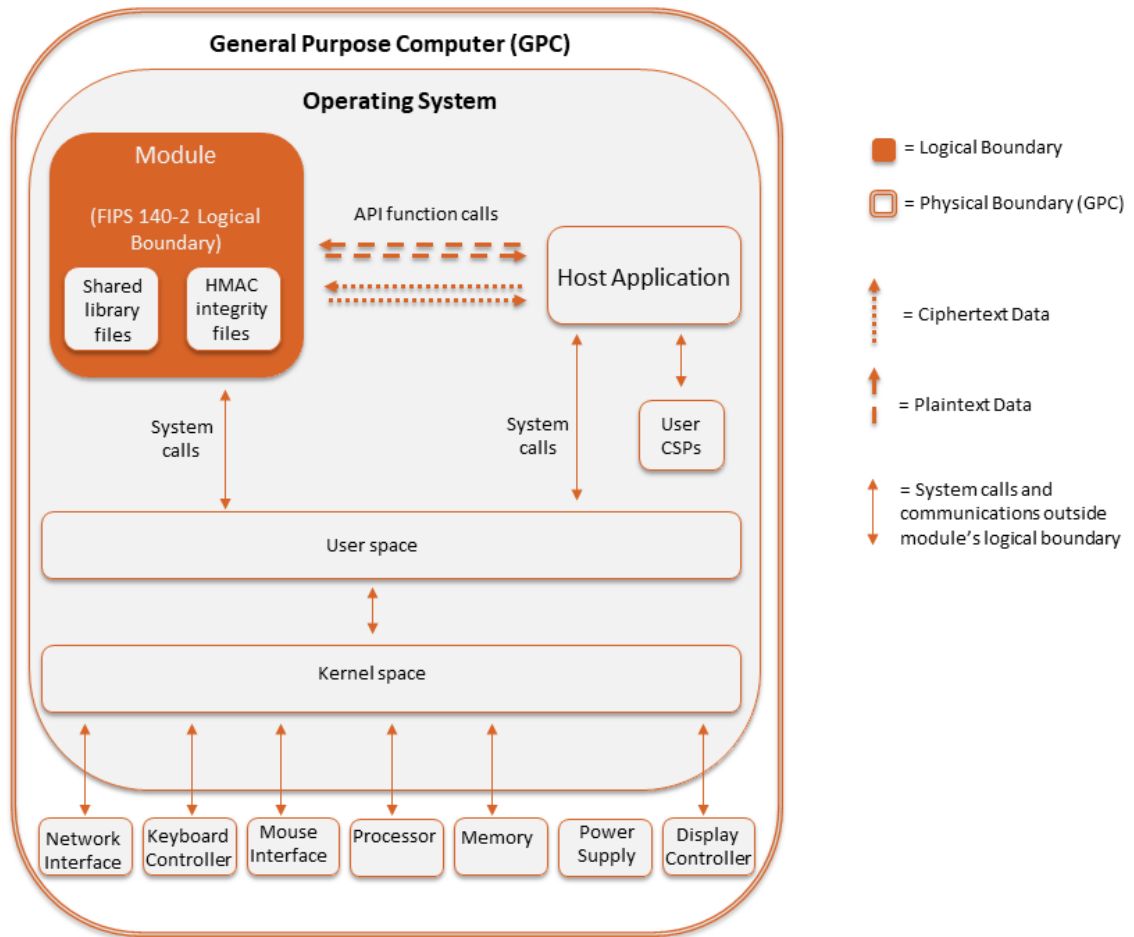 General Purpose Computer (GPC)
Operating System
Module
(FIPS 140-2 Logical
Boundary)
Shared
library
files
HMAC
integrity
files
API function calls
Host Application
System
calls
System
calls
User
CSPs
User space
Kernel space
Network
Interface
Keyboard
Controller
Mouse
Interface
Processor
Memory
Power
Supply
Display
Controller
= Logical Boundary
= Physical Boundary (GPC)
= Ciphertext Data
= Plaintext Data
= System calls and
communications outside
module's logical boundary